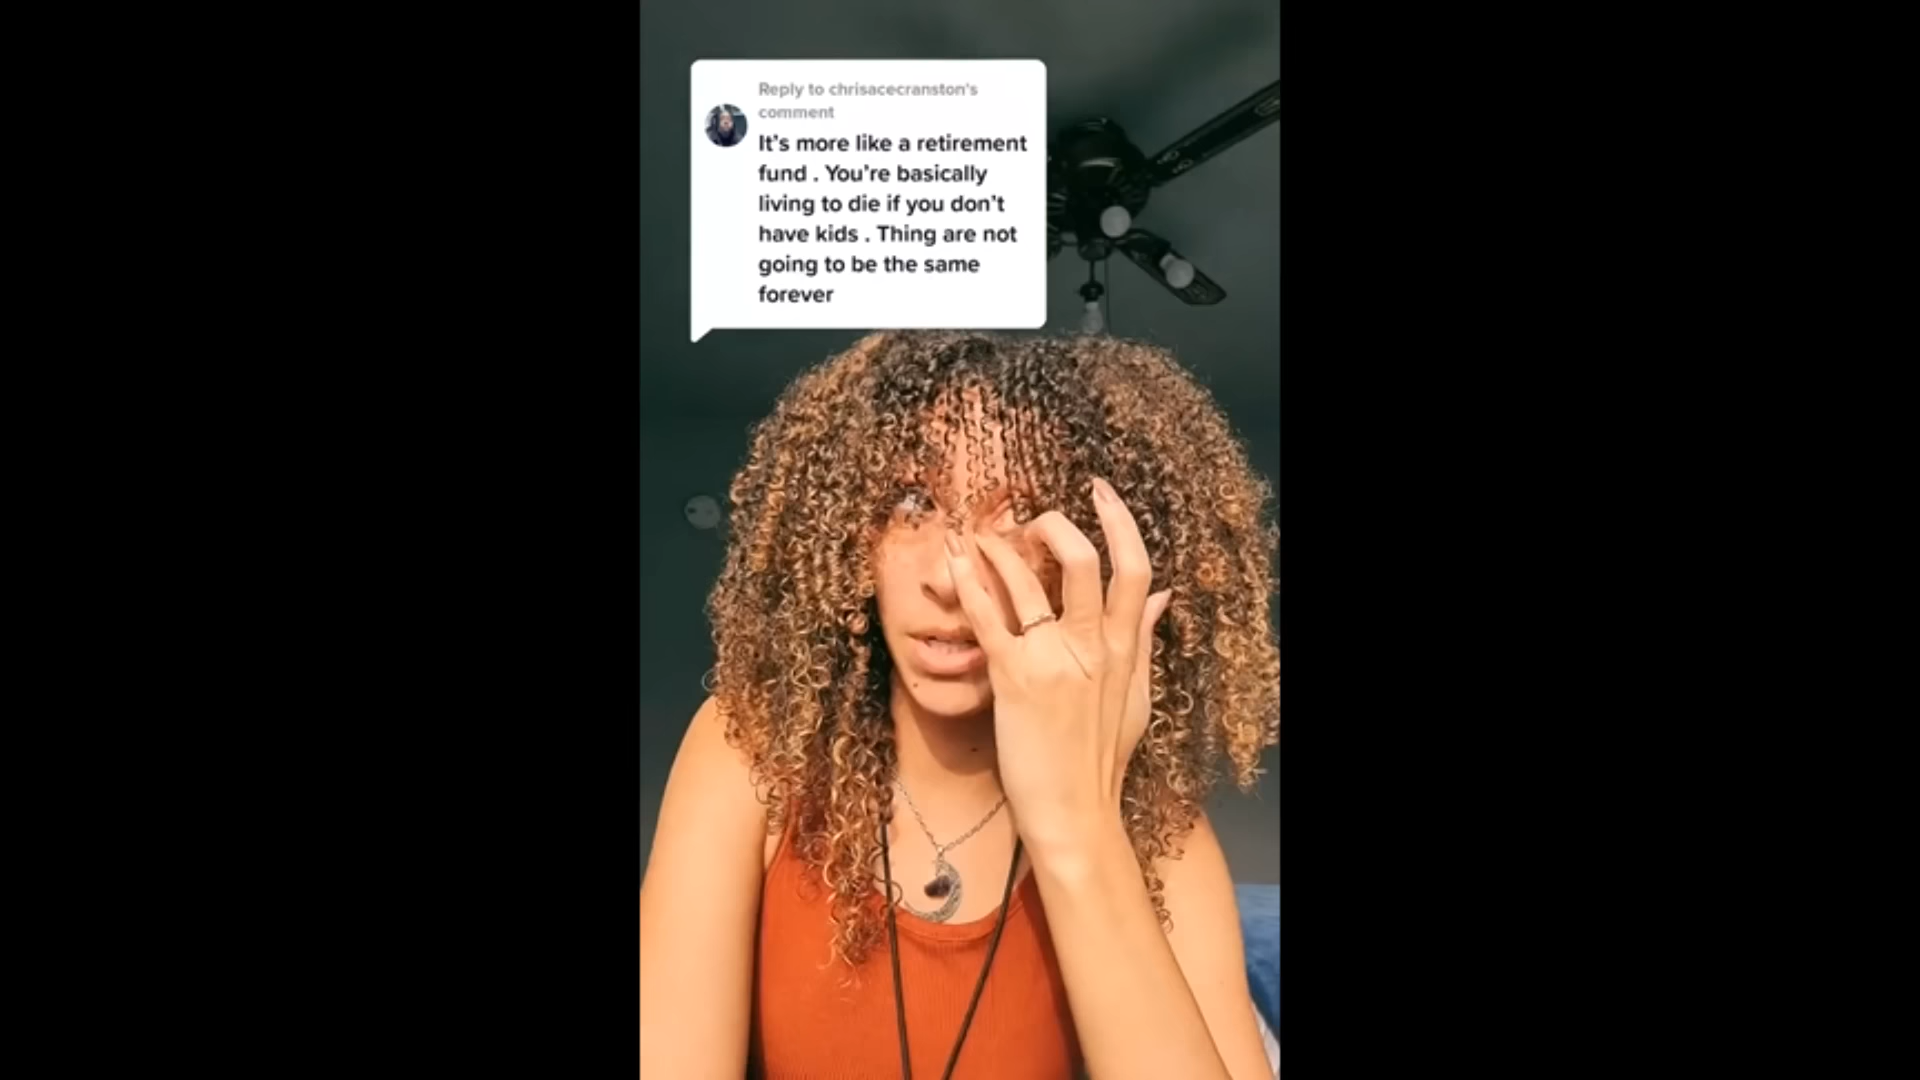 Reply to chrisacecranston's
comment
It's more like a retirement
fund . You're basically
living to die if you don't
have kids . Thing are not
going to be the same
forever